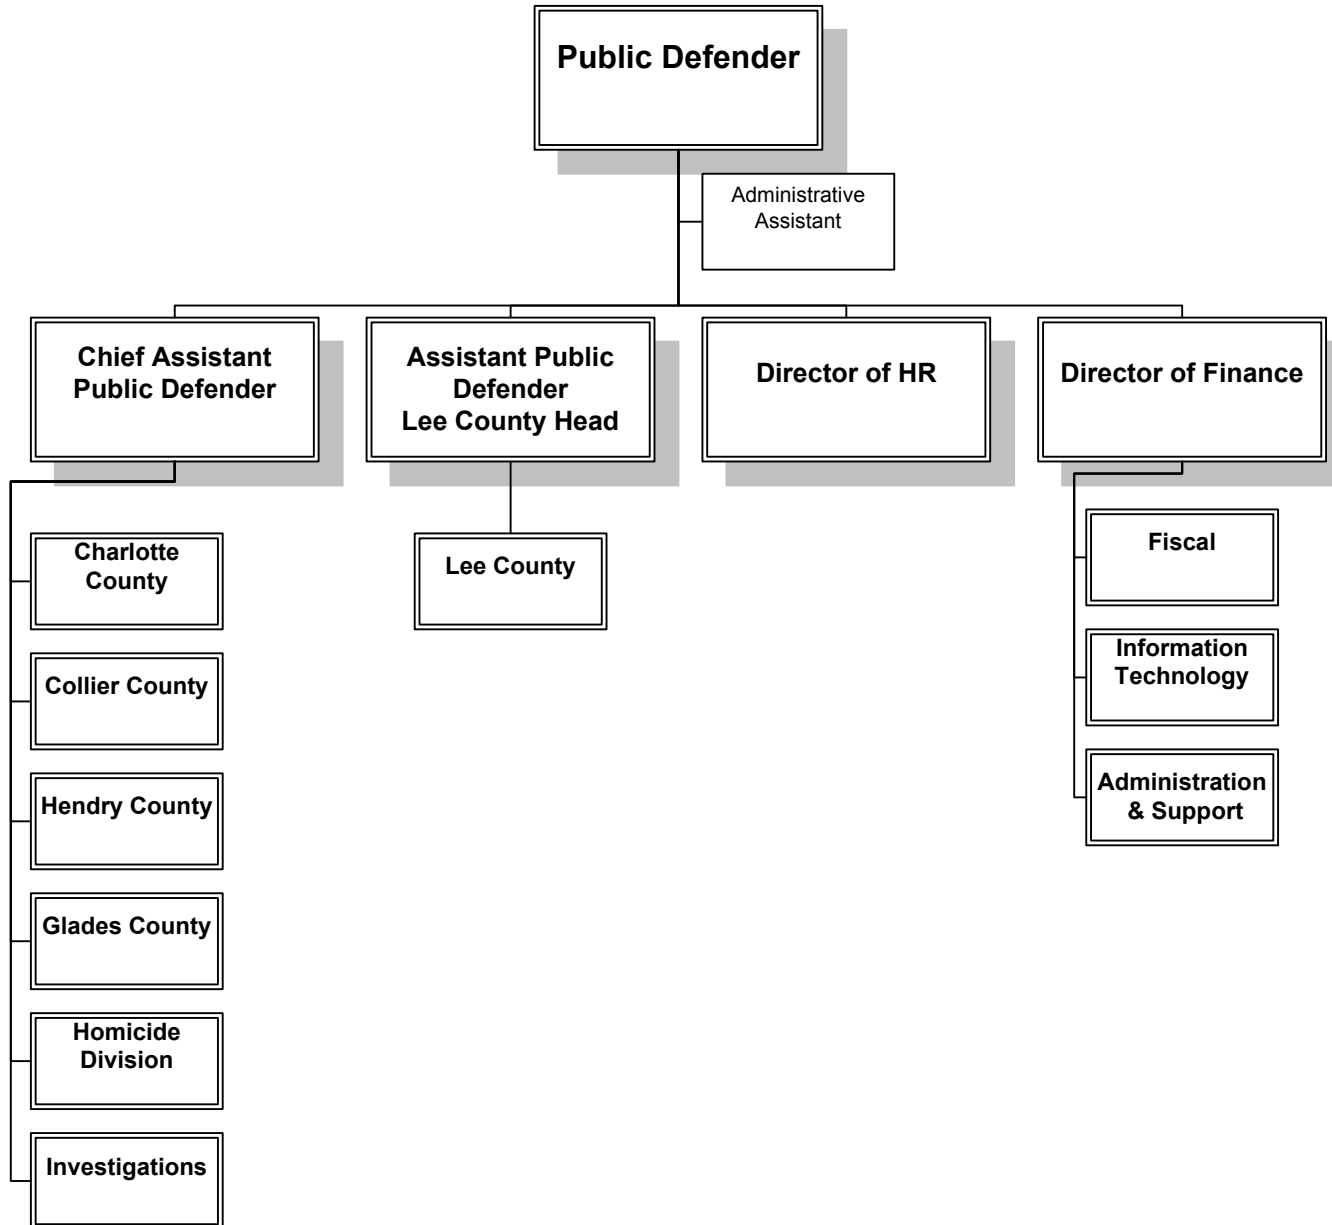 Public Defender
Administrative
Assistant
Chief Assistant
Public Defender
Assistant Public
Defender
Lee County Head
Director of HR
Director of Finance
Charlotte
County
Collier County
Hendry County
Glades County
Homicide
Division
Investigations
Lee County
Fiscal
Information
Technology
Administration
& Support